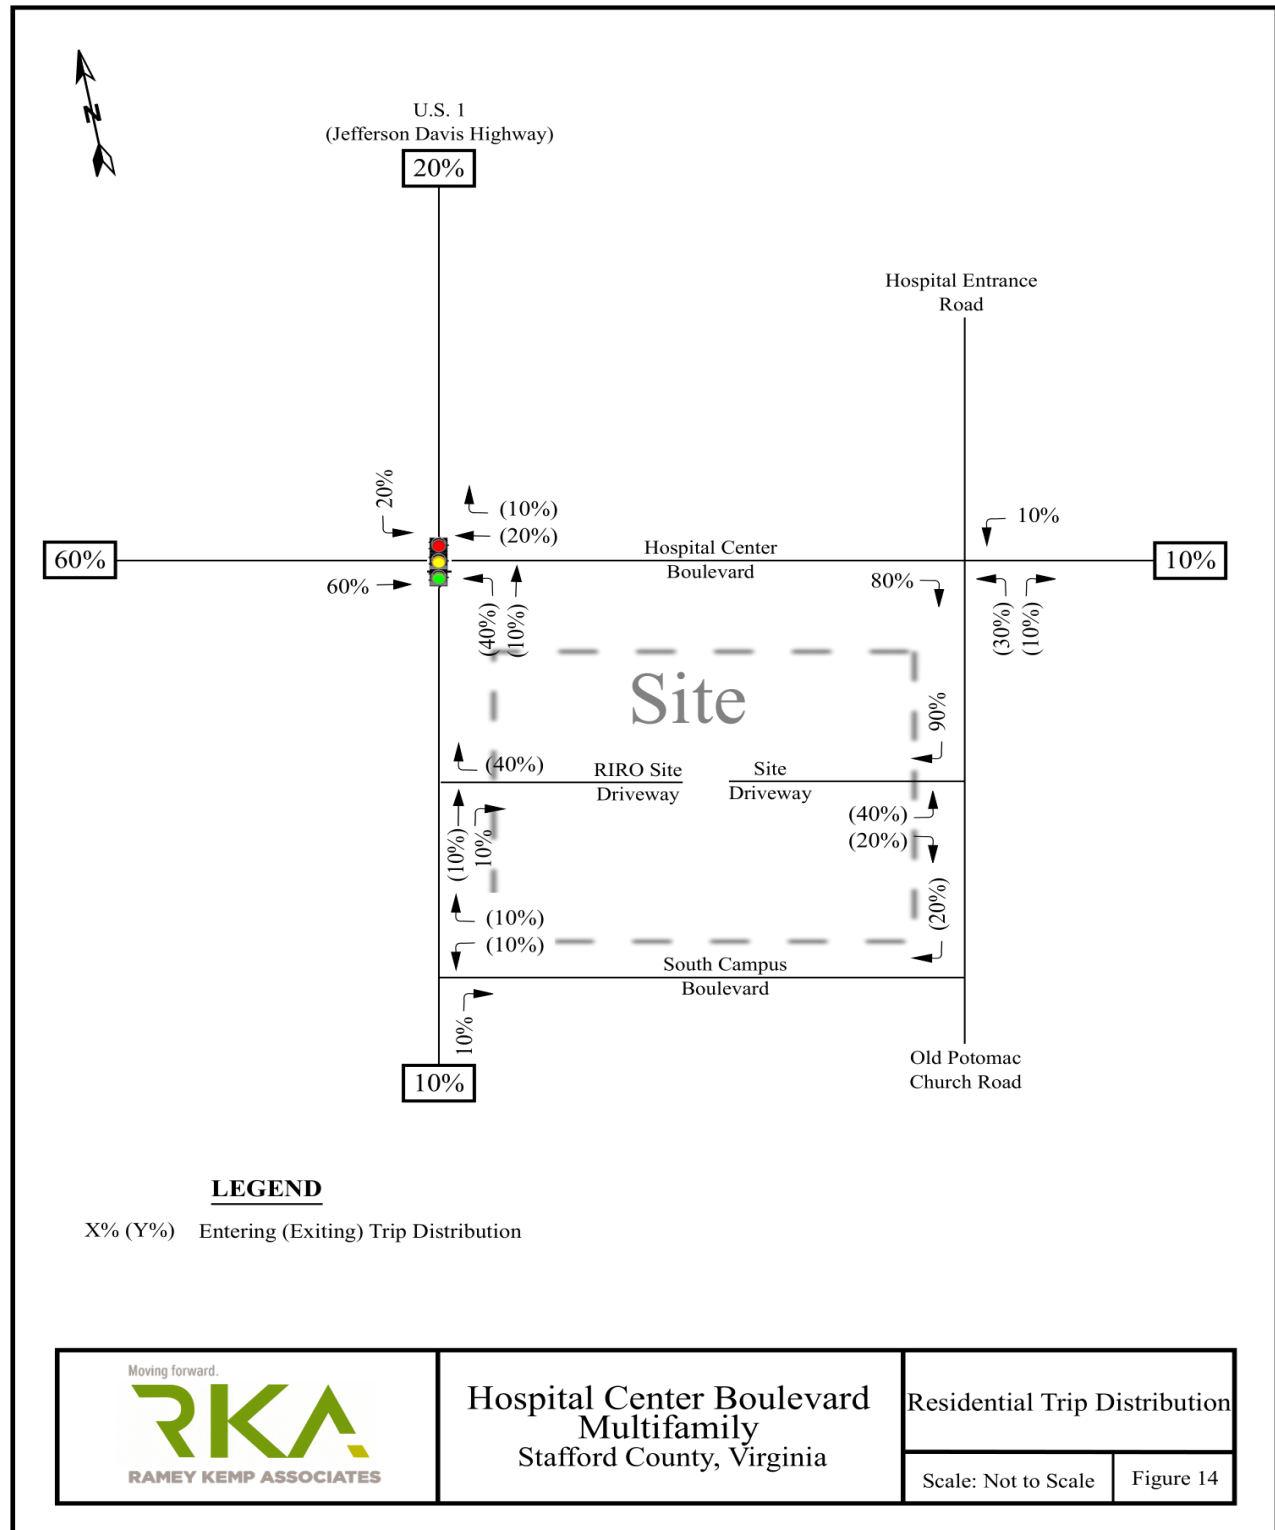 N
U.S. 1
(Jefferson Davis Highway)
20%
Hospital Entrance
Road
20%
(10%)
(20%)
10%
60%
Hospital Center
Boulevard
10%
60%
80%
(40%)
(10%)
(30%)
(10%)
Site
90%
(40%)
RIRO Site
Driveway
Site
Driveway
(10%)
10%
(40%)
(20%)
(20%)
(10%)
(10%)
South Campus
Boulevard
10%
10%
Old Potomac
Church Road
LEGEND
X% (Y%) Entering (Exiting) Trip Distribution
Moving forward.
RKA
RAMEY KEMP ASSOCIATES
Hospital Center Boulevard
Multifamily
Stafford County, Virginia
Residential Trip Distribution
Scale: Not to Scale
Figure 14